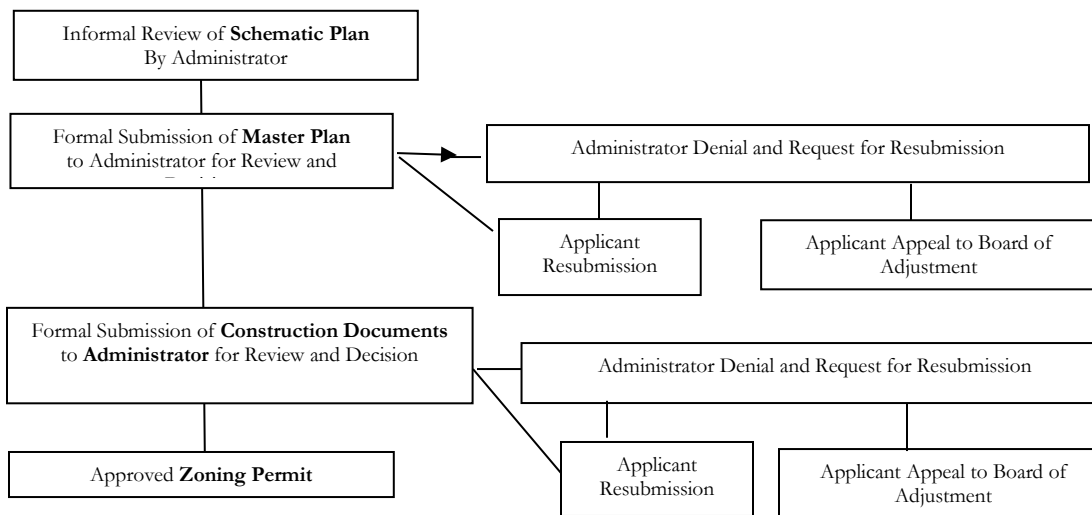 Informal Review of Schematic Plan
By Administrator
Formal Submission of Master Plan
to Administrator for Review and
Administrator Denial and Request for Resubmission
Applicant
Resubmission
Applicant Appeal to Board of
Adjustment
Formal Submission of Construction Documents
to Administrator for Review and Decision
Administrator Denial and Request for Resubmission
Applicant
Resubmission
Applicant Appeal to Board of
Adjustment
Approved Zoning Permit